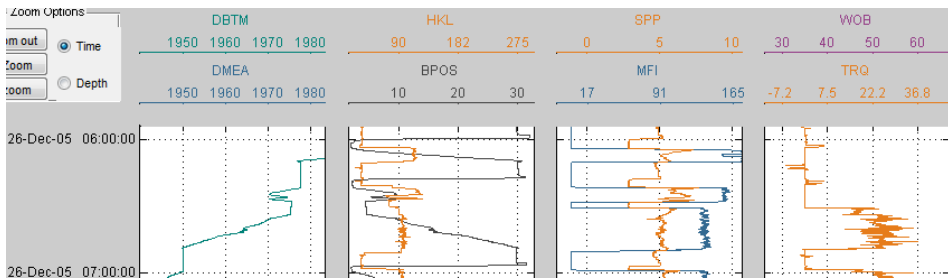 Zoom Options
om out
Time
Zoom
Depth
zoom
DBTM
1950 1960 1970 1980
DMEA
1950 1960 1970 1980
HKL
90 182 275
BPOS
10 20 30
SPP
0 5 10
MFI
17 91 165
WOB
30 40 50 60
TRQ
-7.2 7.5 22.2 36.8
26-Dec-05 06:00:00
26-Dec-05 07:00:00